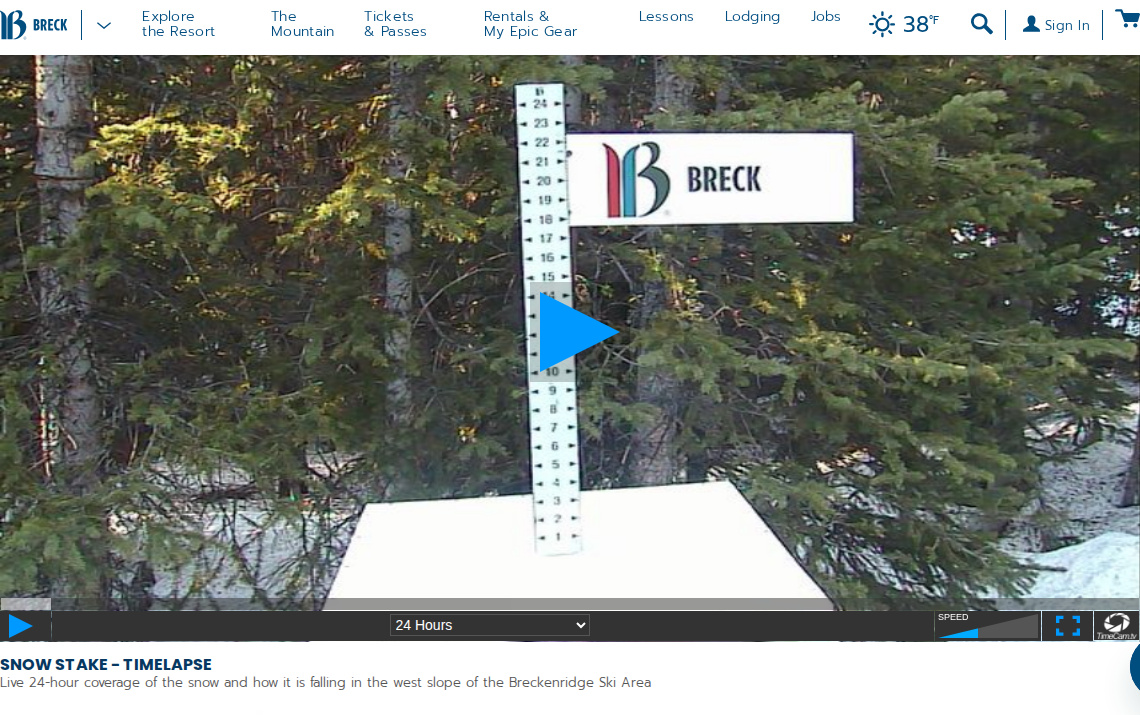 BRECK
Explore
the Resort
The
Mountain
Tickets
& Passes
Rentals &
My Epic Gear
Lessons
Lodging
Jobs
38°F
Sign In
24
23
22
21
20
19
18
17
16
15
14
10
9
8
7
6
5
4
3
2
1
BRECK
24 Hours
SPEED
TimeCam.tv
SNOW STAKE - TIMELAPSE
Live 24-hour coverage of the snow and how it is falling in the west slope of the Breckenridge Ski Area